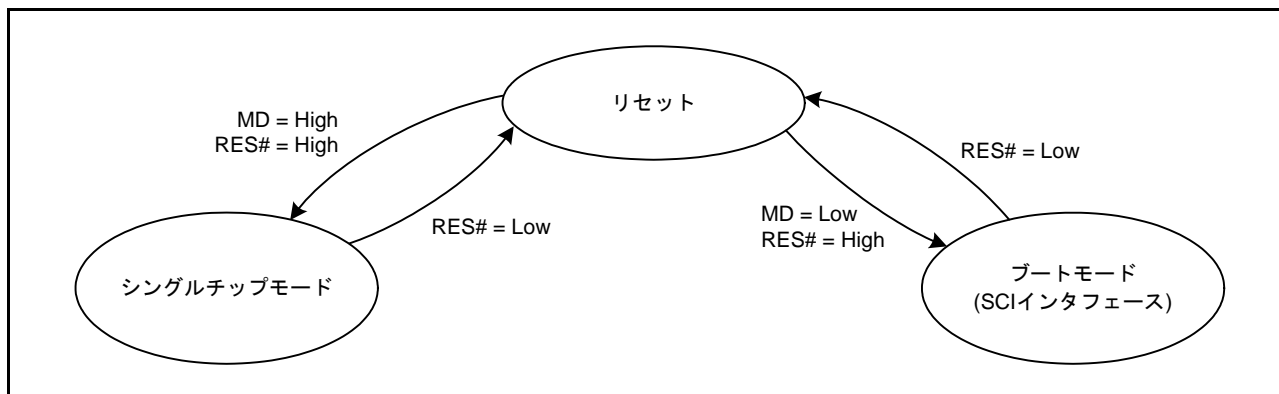 リセット
MD = High
RES# = High
RES# = Low
RES# = Low
MD = Low
RES# = High
シングルチップモード
ブートモード
(SCIインタフェース)